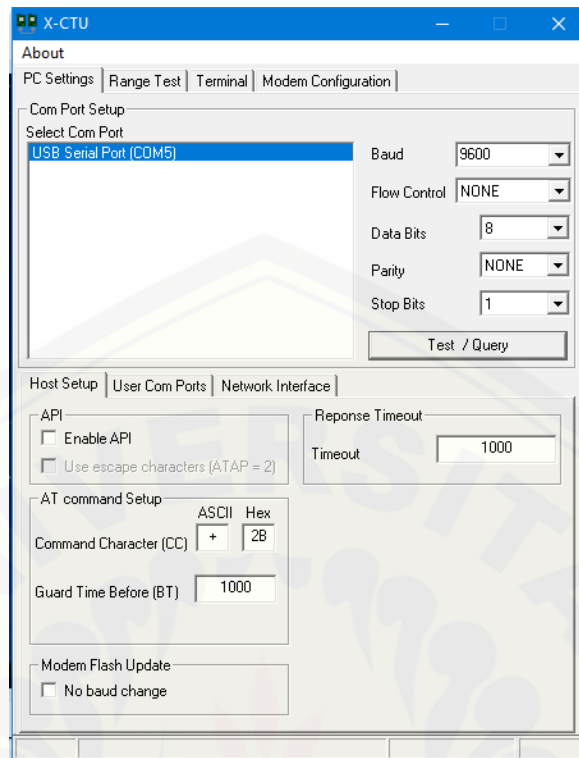 X-CTU
About
PC Settings Range Test Terminal Modem Configuration
Com Port Setup
Select Com Port
USB Serial Port (COM5)
Baud 9600
Flow Control NONE
Data Bits 8
Parity NONE
Stop Bits 1
Test / Query
Host Setup User Com Ports Network Interface
API
Enable API
Use escape characters (ATAP = 2)
Reponse Timeout
Timeout 1000
AT command Setup
ASCII Hex
Command Character (CC) + 2B
Guard Time Before (BT) 1000
Modem Flash Update
No baud change